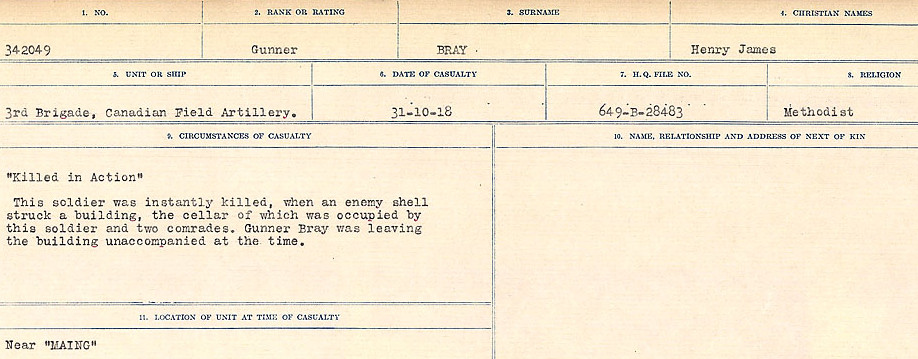 1. NO. 2. RANK OR RATING 3. SURNAME 4. CHRISTIAN NAMES
342049 Gunner BRAY. Henry James
5. UNIT OR SHIP 6. DATE OF CASUALTY 7. H.Q. FILE NO. 8. RELIGION
3rd Brigade, Canadian Field Artillery. 31-10-18 649-B-28483 Methodist
9. CIRCUMSTANCES OF CASUALTY 10. NAME, RELATIONSHIP AND ADDRESS OF NEXT OF KIN
"Killed in Action"
This soldier was instantly killed, when an enemy shell
struck a building, the cellar of which was occupied by
this soldier and two comrades. Gunner Bray was leaving
the building unaccompanied at the time.
11. LOCATION OF UNIT AT TIME OF CASUALTY
Near "MAING"